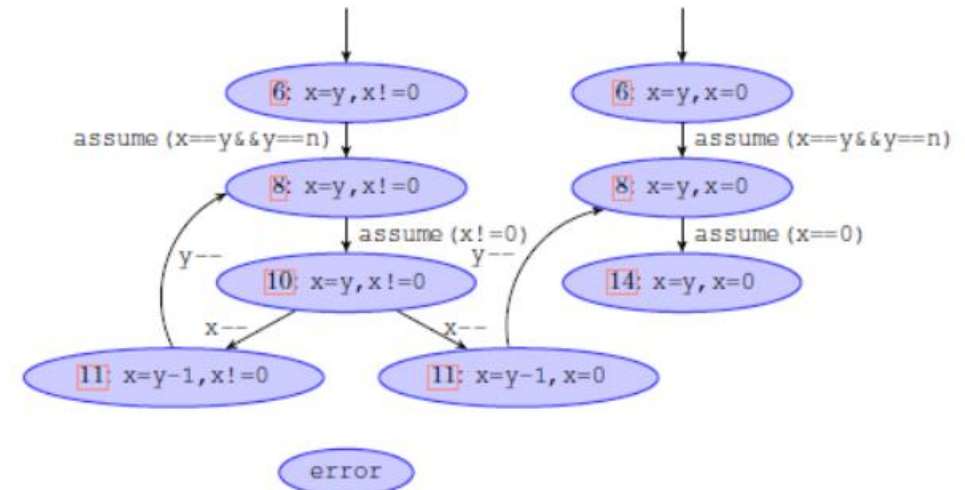 6: x=y,x!=0
6: x=y,x=0
assume(x==y&&y==n)
assume(x==y&&y==n)
8: x=y,x!=0
8: x=y,x=0
assume(x!=0)
assume(x==0)
y--
y--
10: x=y,x!=0
14: x=y,x=0
x--
x--
11: x=y-1,x!=0
11: x=y-1,x=0
error